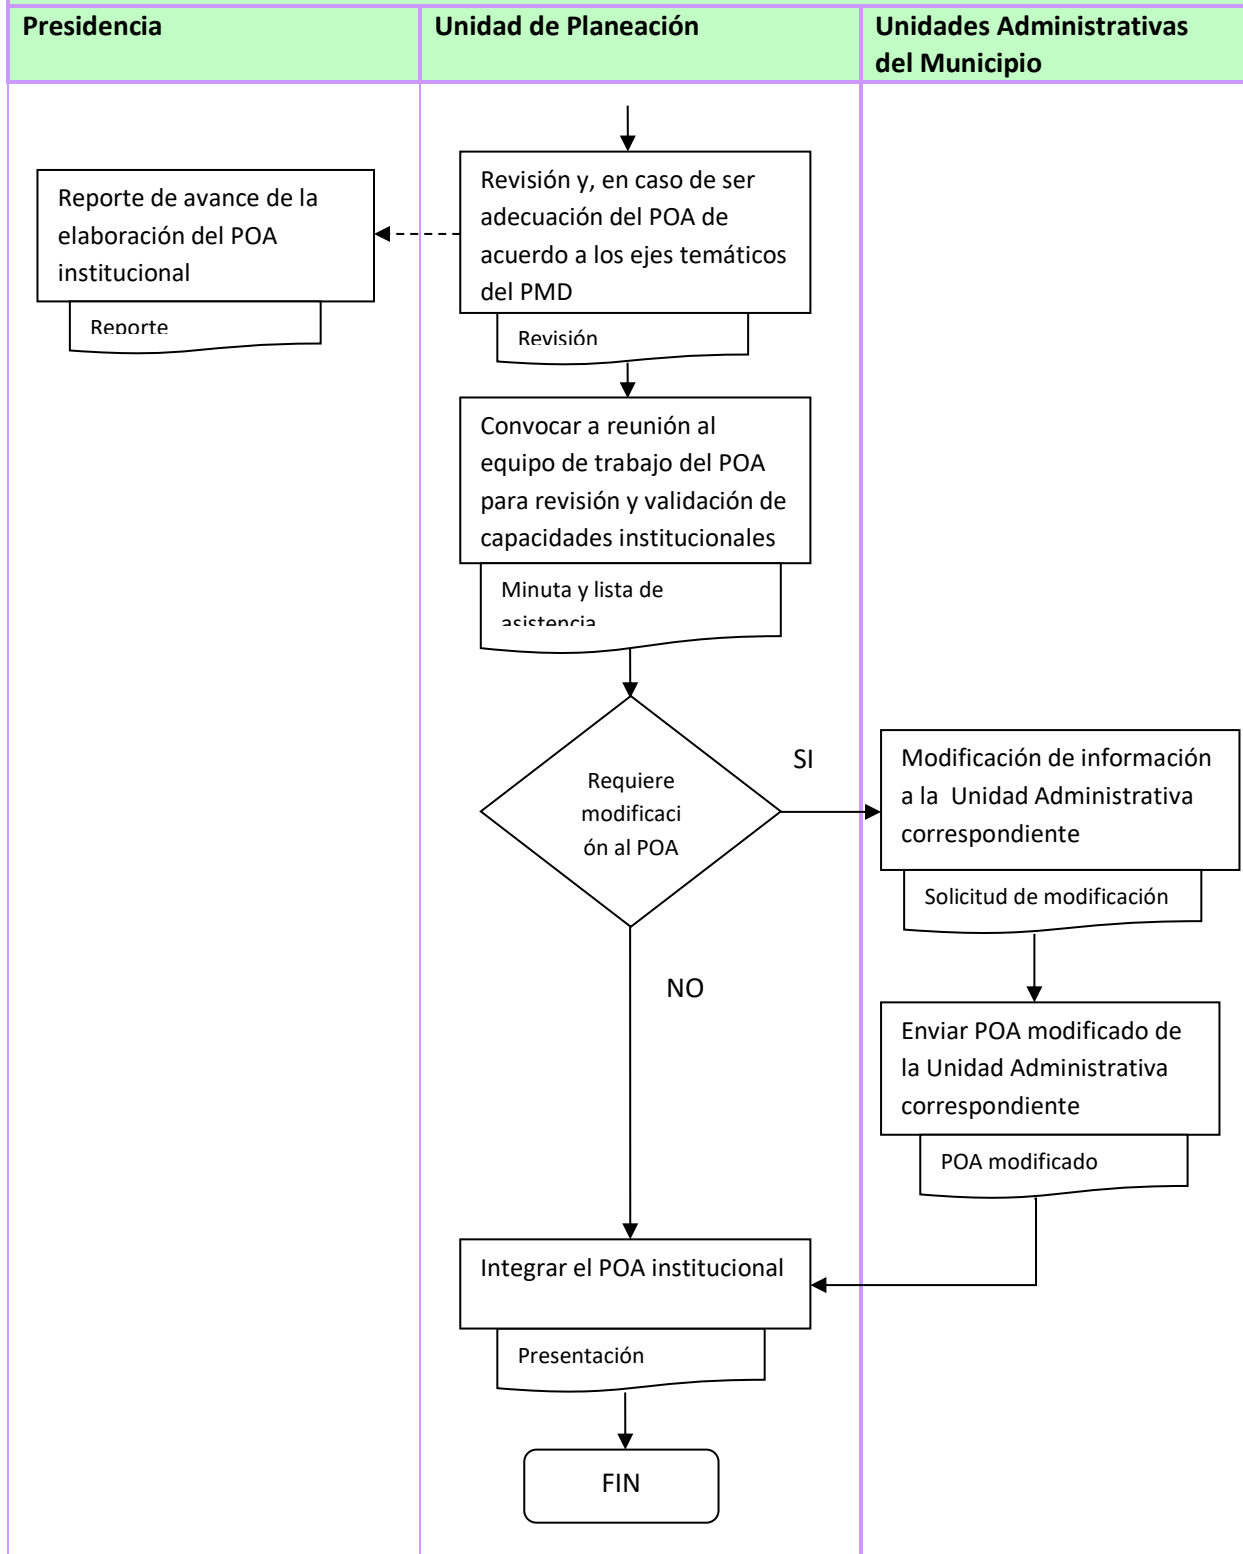 Presidencia
Unidad de Planeación
Unidades Administrativas
del Municipio
Reporte de avance de la
elaboración del POA
institucional
Reporte
Revisión y, en caso de ser
adecuación del POA de
acuerdo a los ejes temáticos
del PMD
Revisión
Convocar a reunión al
equipo de trabajo del POA
para revisión y validación de
capacidades institucionales
Minuta y lista de
asistencia
Requiere
modificaci
ón al POA
SI
Modificación de información
a la Unidad Administrativa
correspondiente
Solicitud de modificación
NO
Enviar POA modificado de
la Unidad Administrativa
correspondiente
POA modificado
Integrar el POA institucional
Presentación
FIN